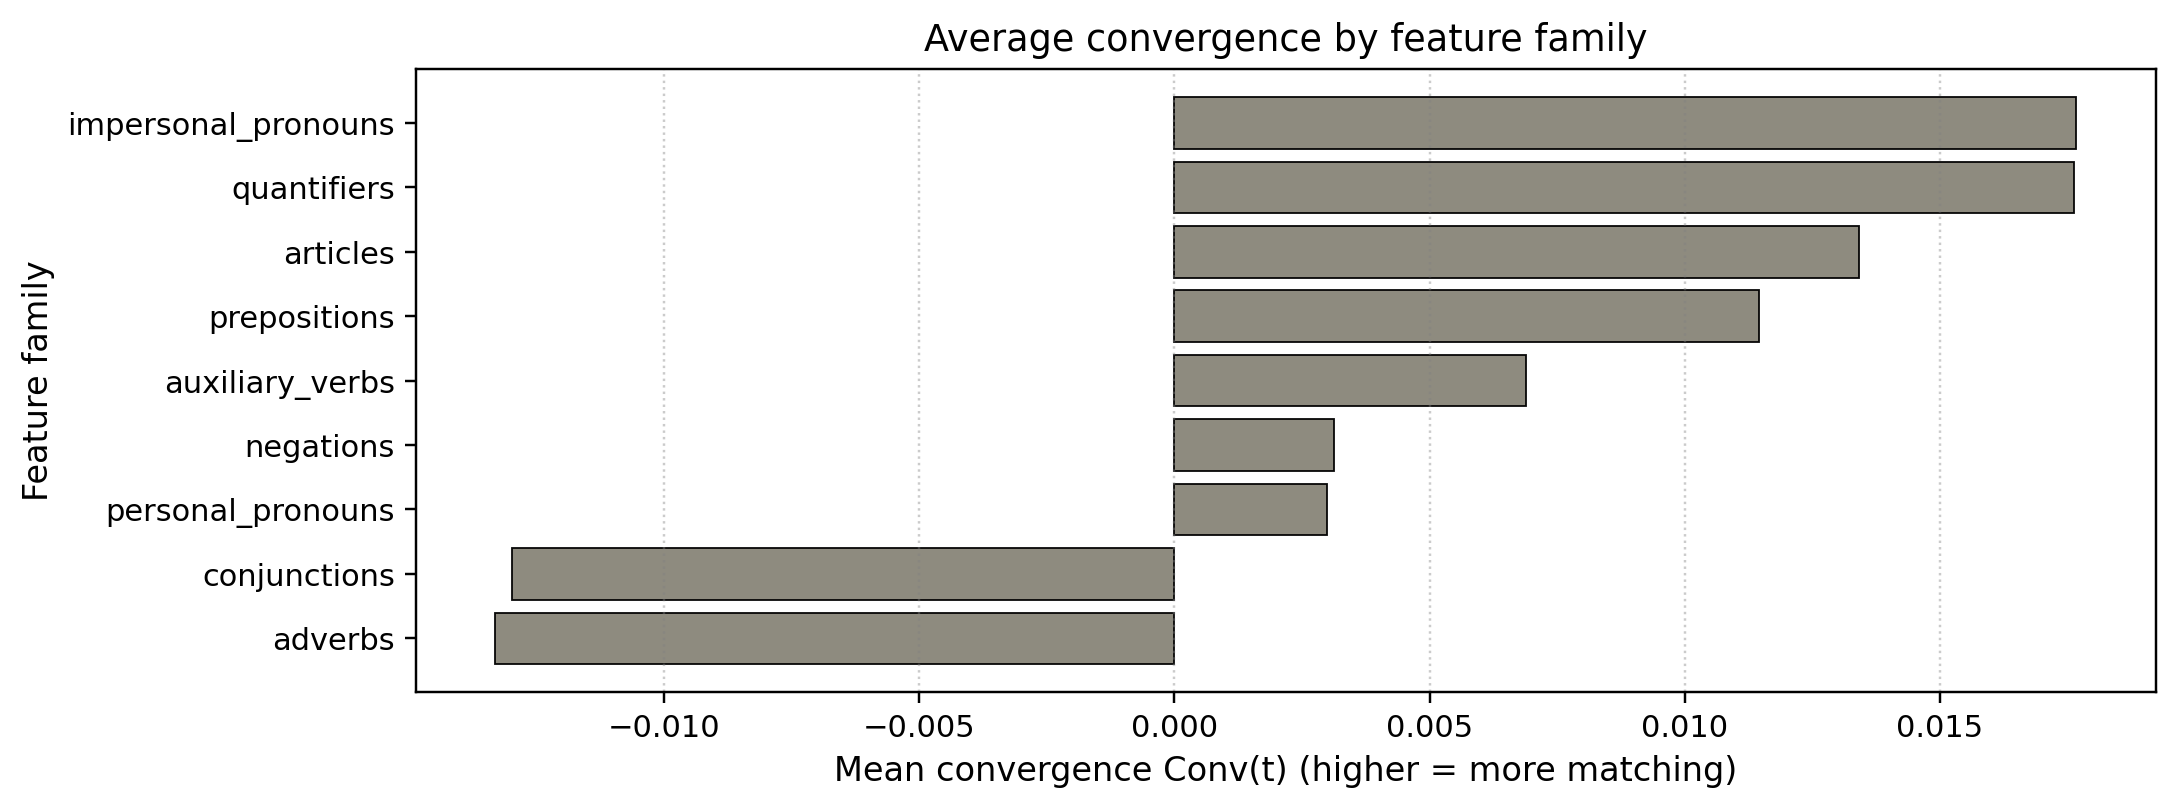 Average convergence by feature family
Feature family
impersonal_pronouns
quantifiers
articles
prepositions
auxiliary_verbs
negations
personal_pronouns
conjunctions
adverbs
−0.010 −0.005 0.000 0.005 0.010 0.015
Mean convergence Conv(t) (higher = more matching)